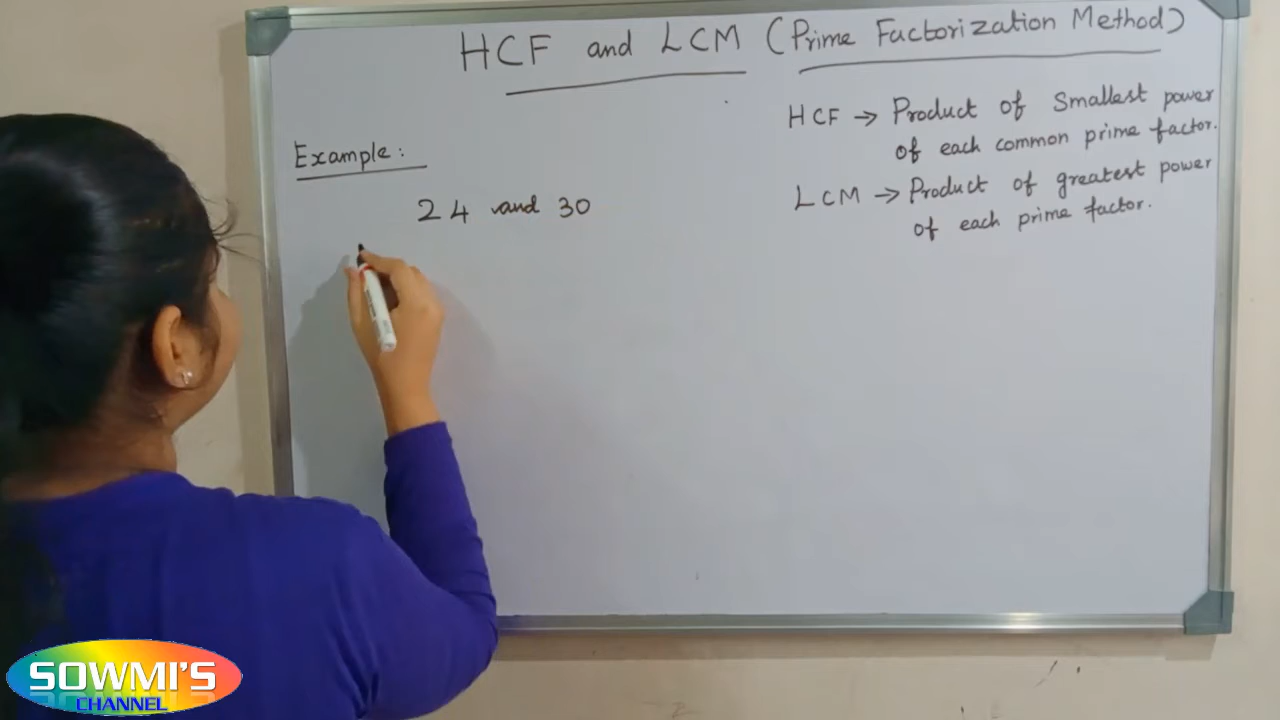 HCF and LCM (Prime Factorization Method)
HCF → Product of Smallest power
of each common prime factor.
LCM → Product of greatest power
of each prime factor.
Example:
24 and 30
SOWMI'S
CHANNEL